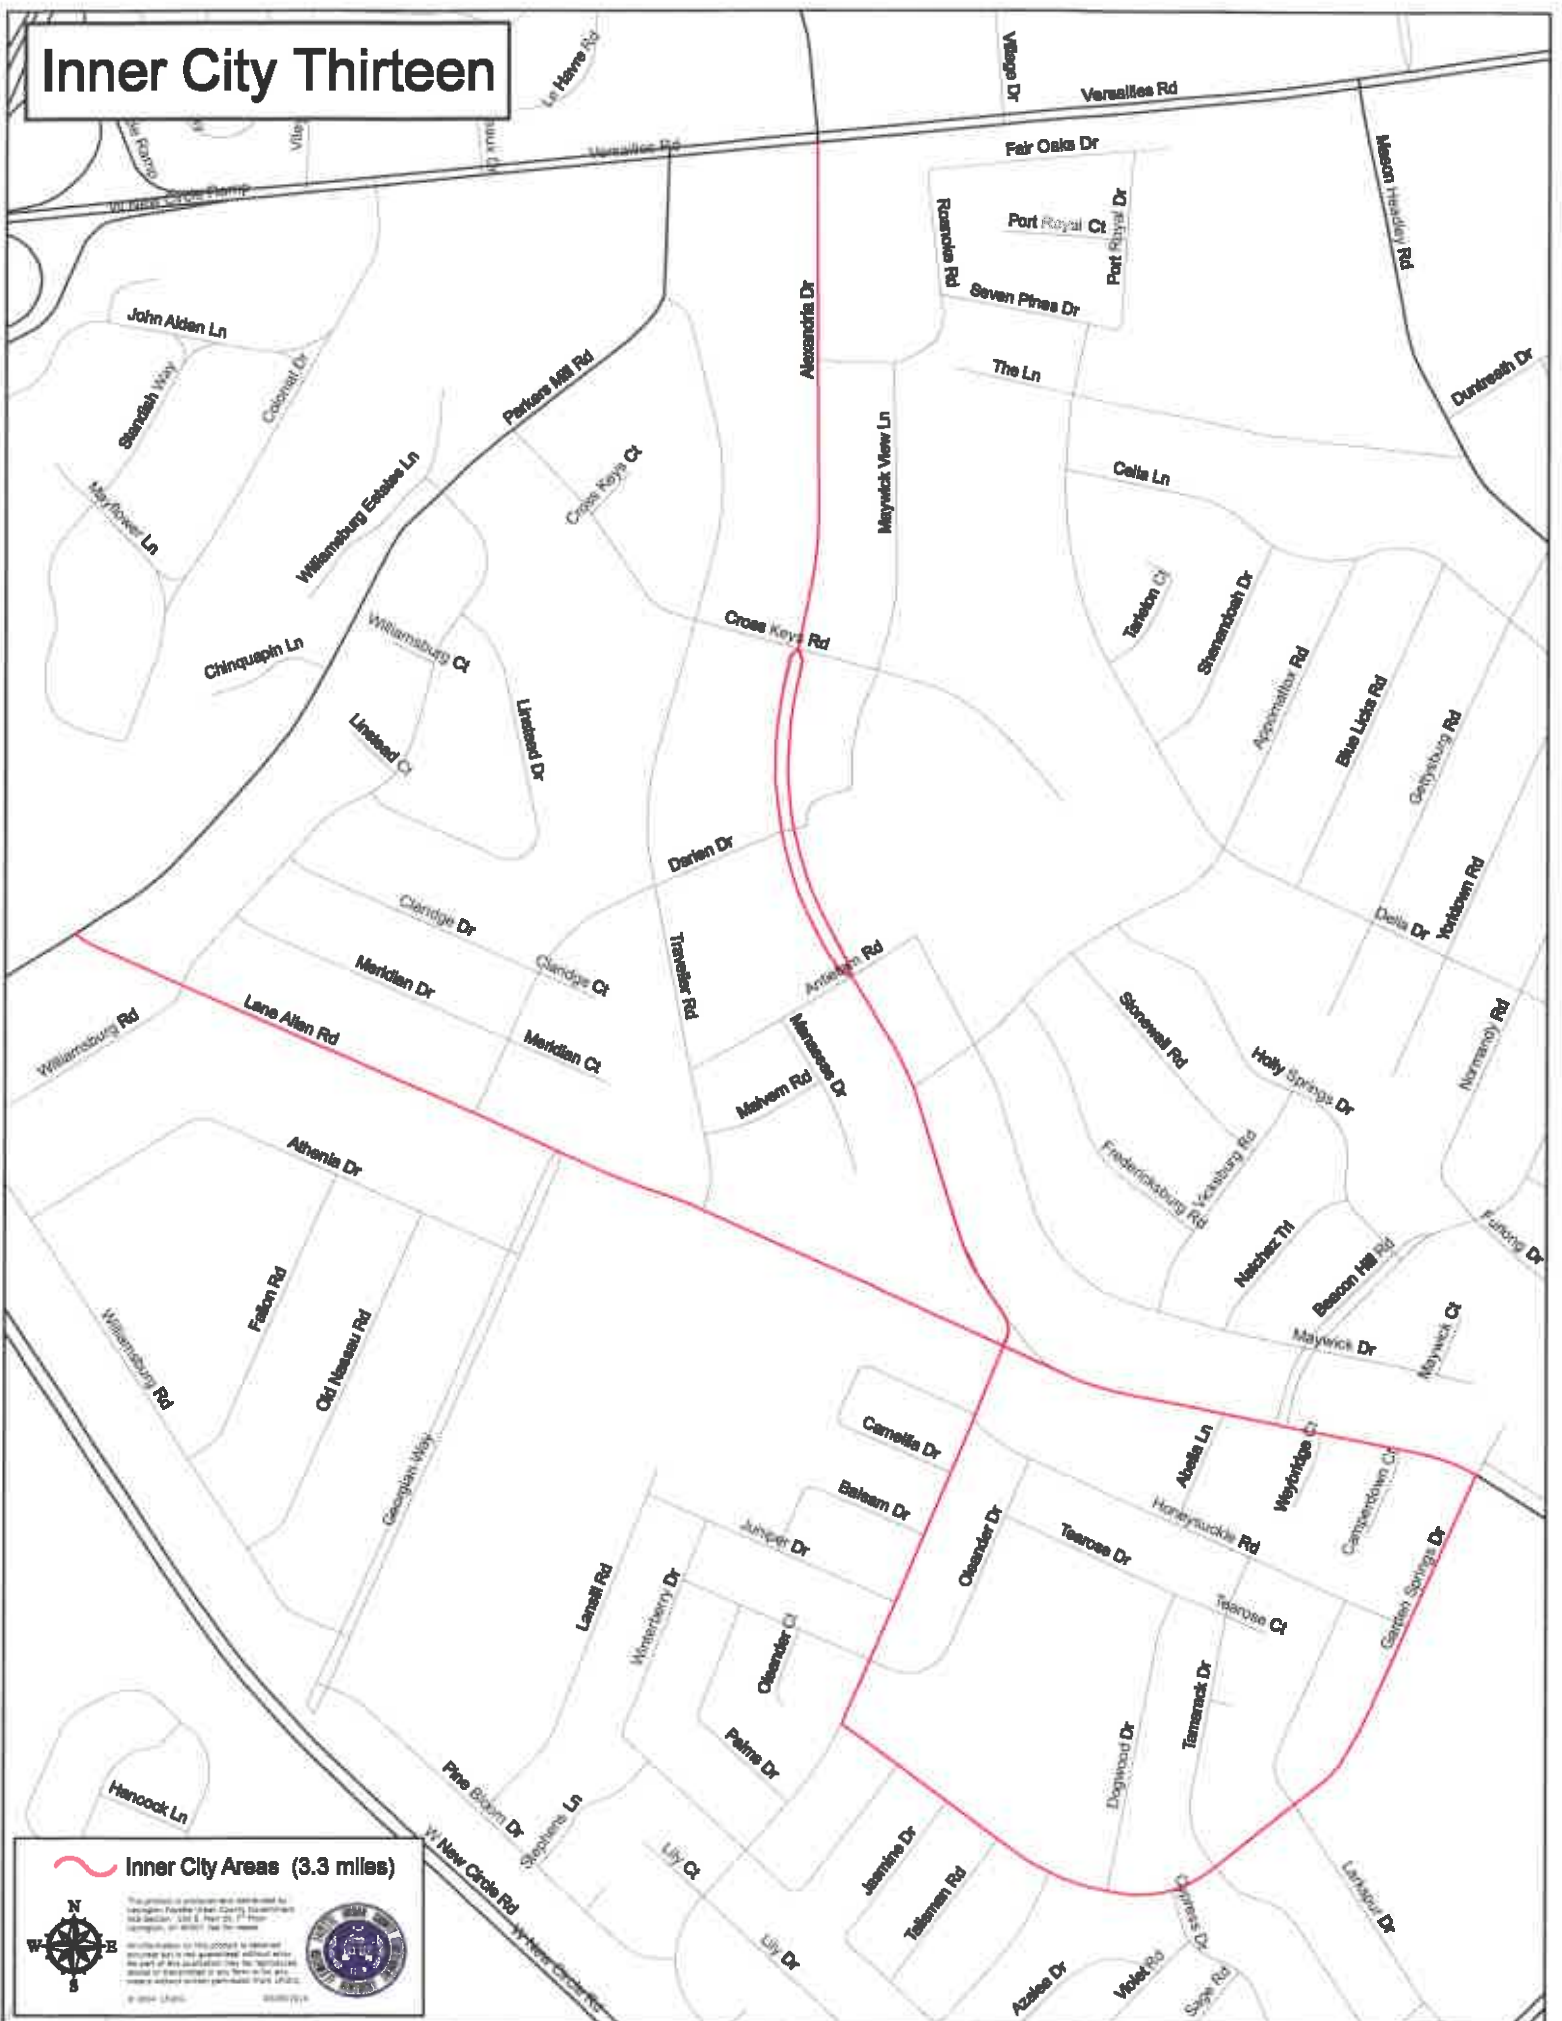 Inner City Thirteen
Le Havre Rd
Village Dr
Versailles Rd
Versailles Rd
Fair Oaks Dr
Mason Headley Rd
W New Circle Ramp
Roanoke Rd
Port Royal Ct
Port Royal Dr
Seven Pines Dr
Alexandria Dr
John Alden Ln
Standish Way
Colonial Dr
Parkers Mill Rd
The Ln
Duntreath Dr
Maywick View Ln
Celia Ln
Cross Keys Ct
Mayflower Ln
Williamsburg Estates Ln
Tarleton Ct
Shenandoah Dr
Cross Keys Rd
Williamsburg Ct
Chinquapin Ln
Appomattox Rd
Blue Licks Rd
Gettysburg Rd
Linstead Ct
Linstead Dr
Darien Dr
Yorktown Rd
Della Dr
Claridge Dr
Claridge Ct
Traveller Rd
Antietam Rd
Meridian Dr
Meridian Ct
Lane Allen Rd
Williamsburg Rd
Manassas Dr
Malvern Rd
Stonewall Rd
Holly Springs Dr
Normandy Rd
Athenia Dr
Fredericksburg Rd
Vicksburg Rd
Natchez Trl
Beacon Hill Rd
Furlong Dr
Fallon Rd
Old Nassau Rd
Williamsburg Rd
Maywick Dr
Maywick Ct
Georgian Way
Camellia Dr
Balsam Dr
Juniper Dr
Oleander Dr
Abelia Ln
Weybridge Ct
Camperdown Ct
Honeysuckle Rd
Tearose Dr
Tearose Ct
Garden Springs Dr
Lansill Rd
Winterberry Dr
Oleander Ct
Palms Dr
Dogwood Dr
Tamarack Dr
Hancock Ln
Pine Bloom Dr
Stephens Ln
W New Circle Rd
W New Circle Rd
Lily Ct
Lily Dr
Jasmine Dr
Talisman Rd
Cypress Dr
Larkspur Dr
Azalea Dr
Violet Rd
Sage Rd
Inner City Areas (3.3 miles)
N
W E
S